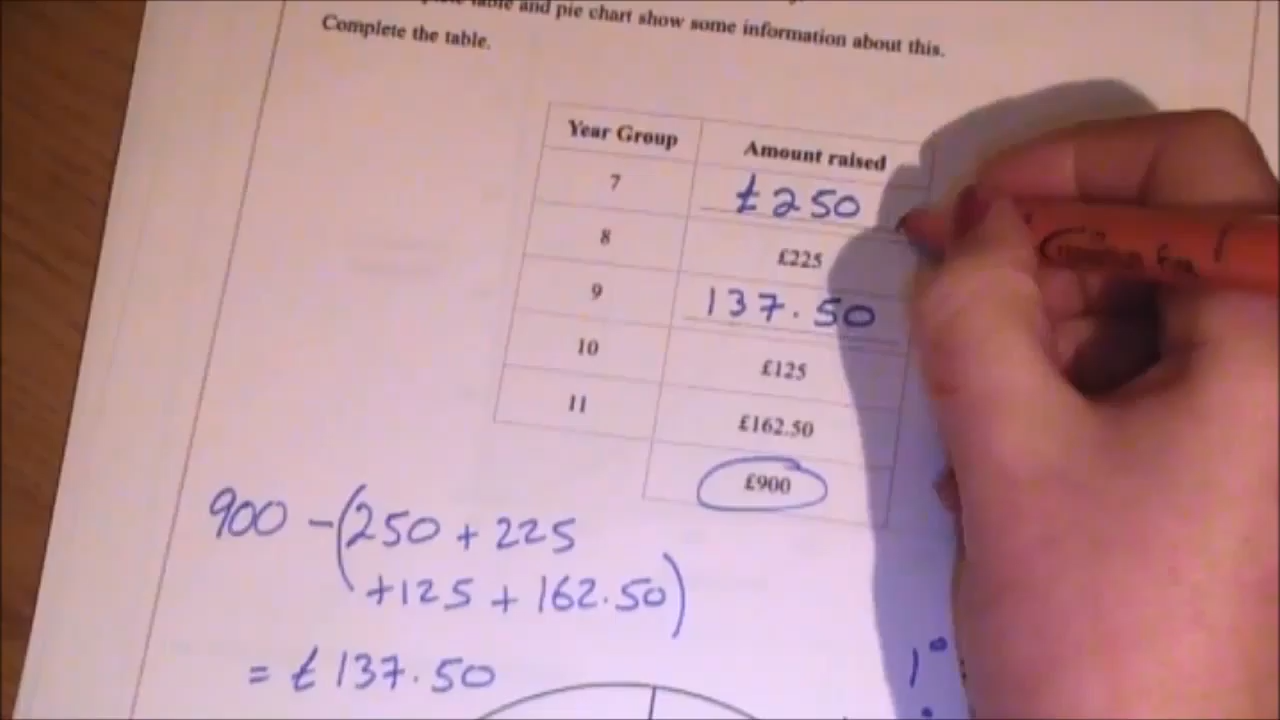 table and pie chart show some information about this.
Complete the table.
Year Group Amount raised
7 £250
8 £225
9 137.50
10 £125
11 £162.50
£900
900 - (250 + 225
+125 + 162.50)
= £137.50
1°